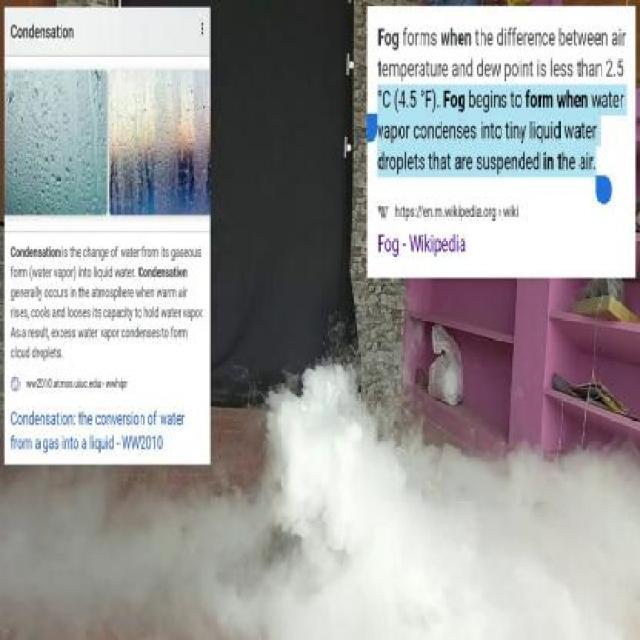 Condensation
Condensation is the change of water from its gaseous
form (water vapor) into liquid water. Condensation
generally occurs in the atmosphere when warm air
rises, cools and looses its capacity to hold water vapor.
As a result, excess water vapor condenses to form
cloud droplets.
ww2010.atmos.uiuc.edu › wwhlpr
Condensation: the conversion of water
from a gas into a liquid - WW2010
Fog forms when the difference between air
temperature and dew point is less than 2.5
°C (4.5 °F). Fog begins to form when water
vapor condenses into tiny liquid water
droplets that are suspended in the air.
W https://en.m.wikipedia.org › wiki
Fog - Wikipedia